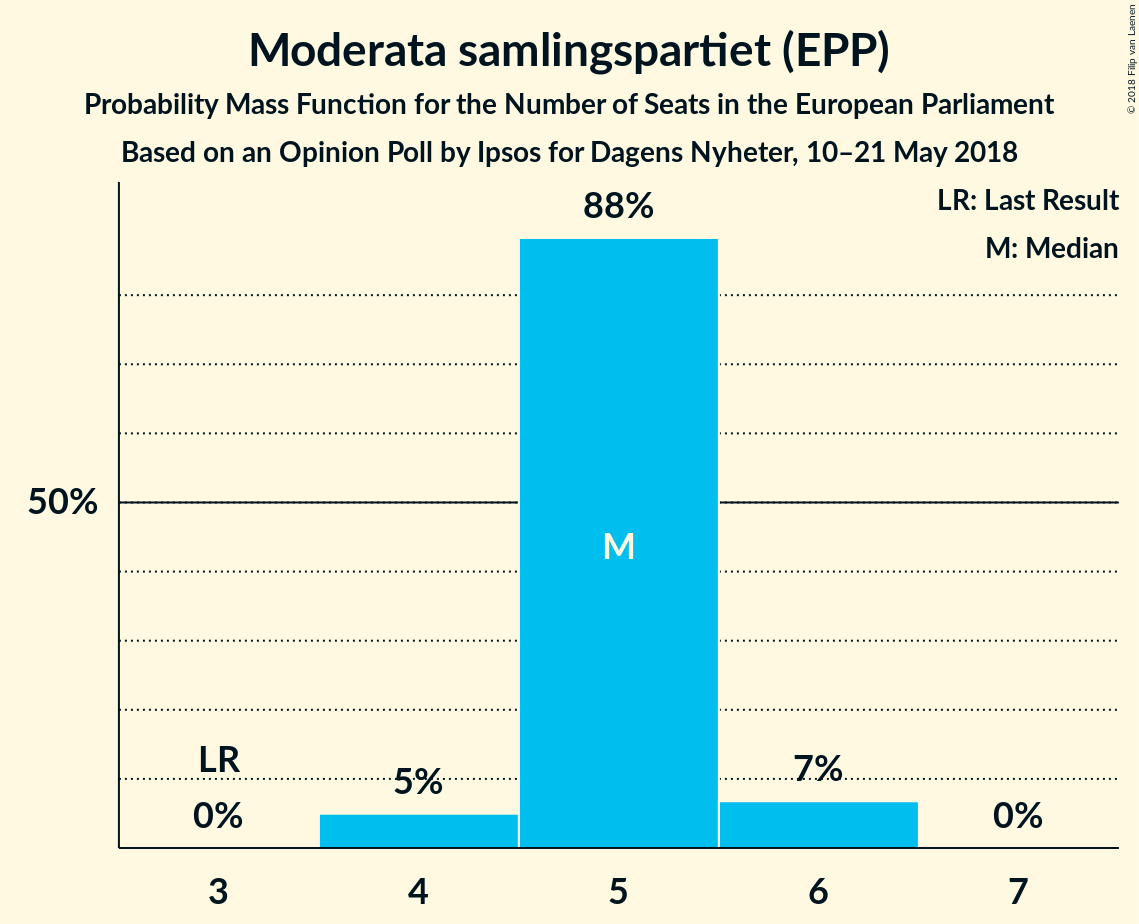 Moderata samlingspartiet (EPP)
Probability Mass Function for the Number of Seats in the European Parliament
Based on an Opinion Poll by Ipsos for Dagens Nyheter, 10–21 May 2018
© 2018 Filip van Laenen
LR: Last Result
M: Median
88%
50%
M
LR
0%
5%
7%
0%
3 4 5 6 7